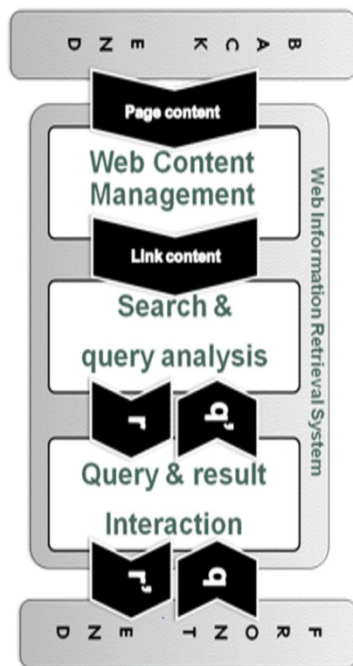 BACK END
Page content
Web Content
Management
Link content
Search &
query analysis
r q'
Query & result
Interaction
r' q
Web Information Retrieval System
FRONT END